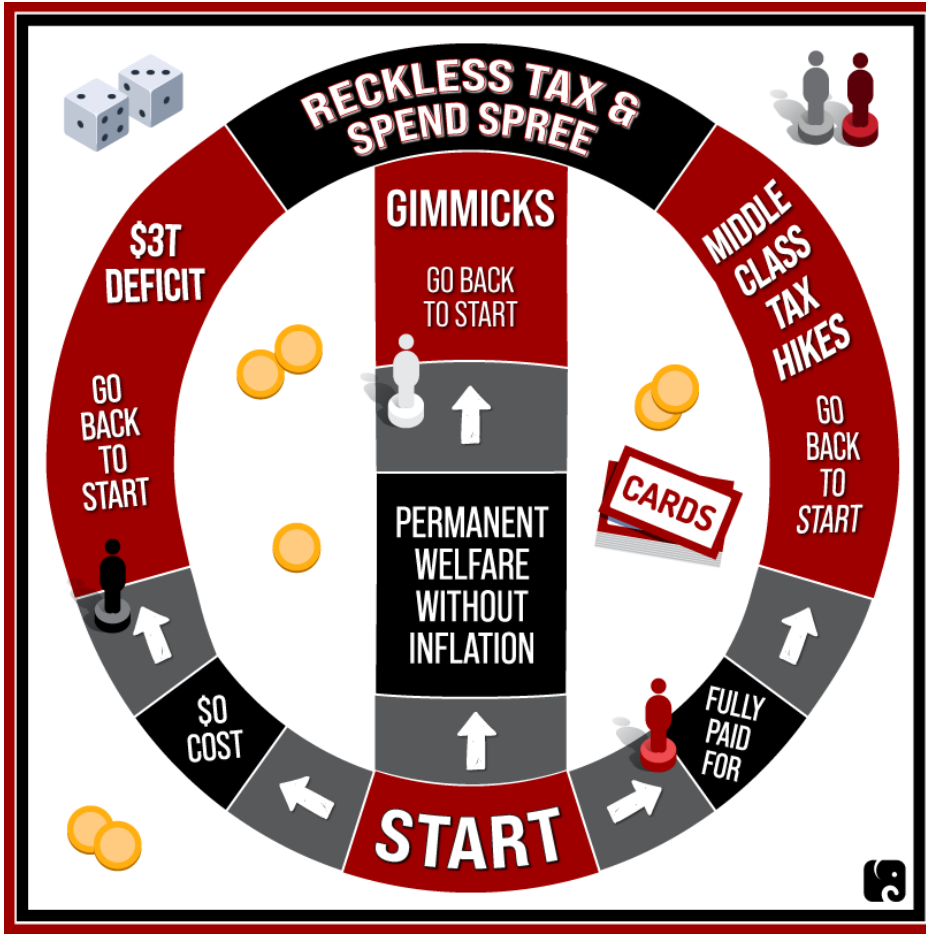 RECKLESS TAX &
SPEND SPREE
$3T
DEFICIT
GO
BACK
TO
START
GIMMICKS
GO BACK
TO START
MIDDLE
CLASS
TAX
HIKES
GO
BACK
TO
START
CARDS
PERMANENT
WELFARE
WITHOUT
INFLATION
$0
COST
FULLY
PAID
FOR
START